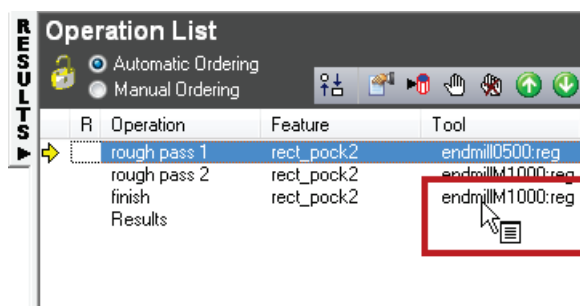 RESULTS
Operation List
Automatic Ordering
Manual Ordering
R Operation Feature Tool
rough pass 1 rect_pock2 endmill0500:reg
rough pass 2 rect_pock2 endmillM1000:reg
finish rect_pock2 endmillM1000:reg
Results